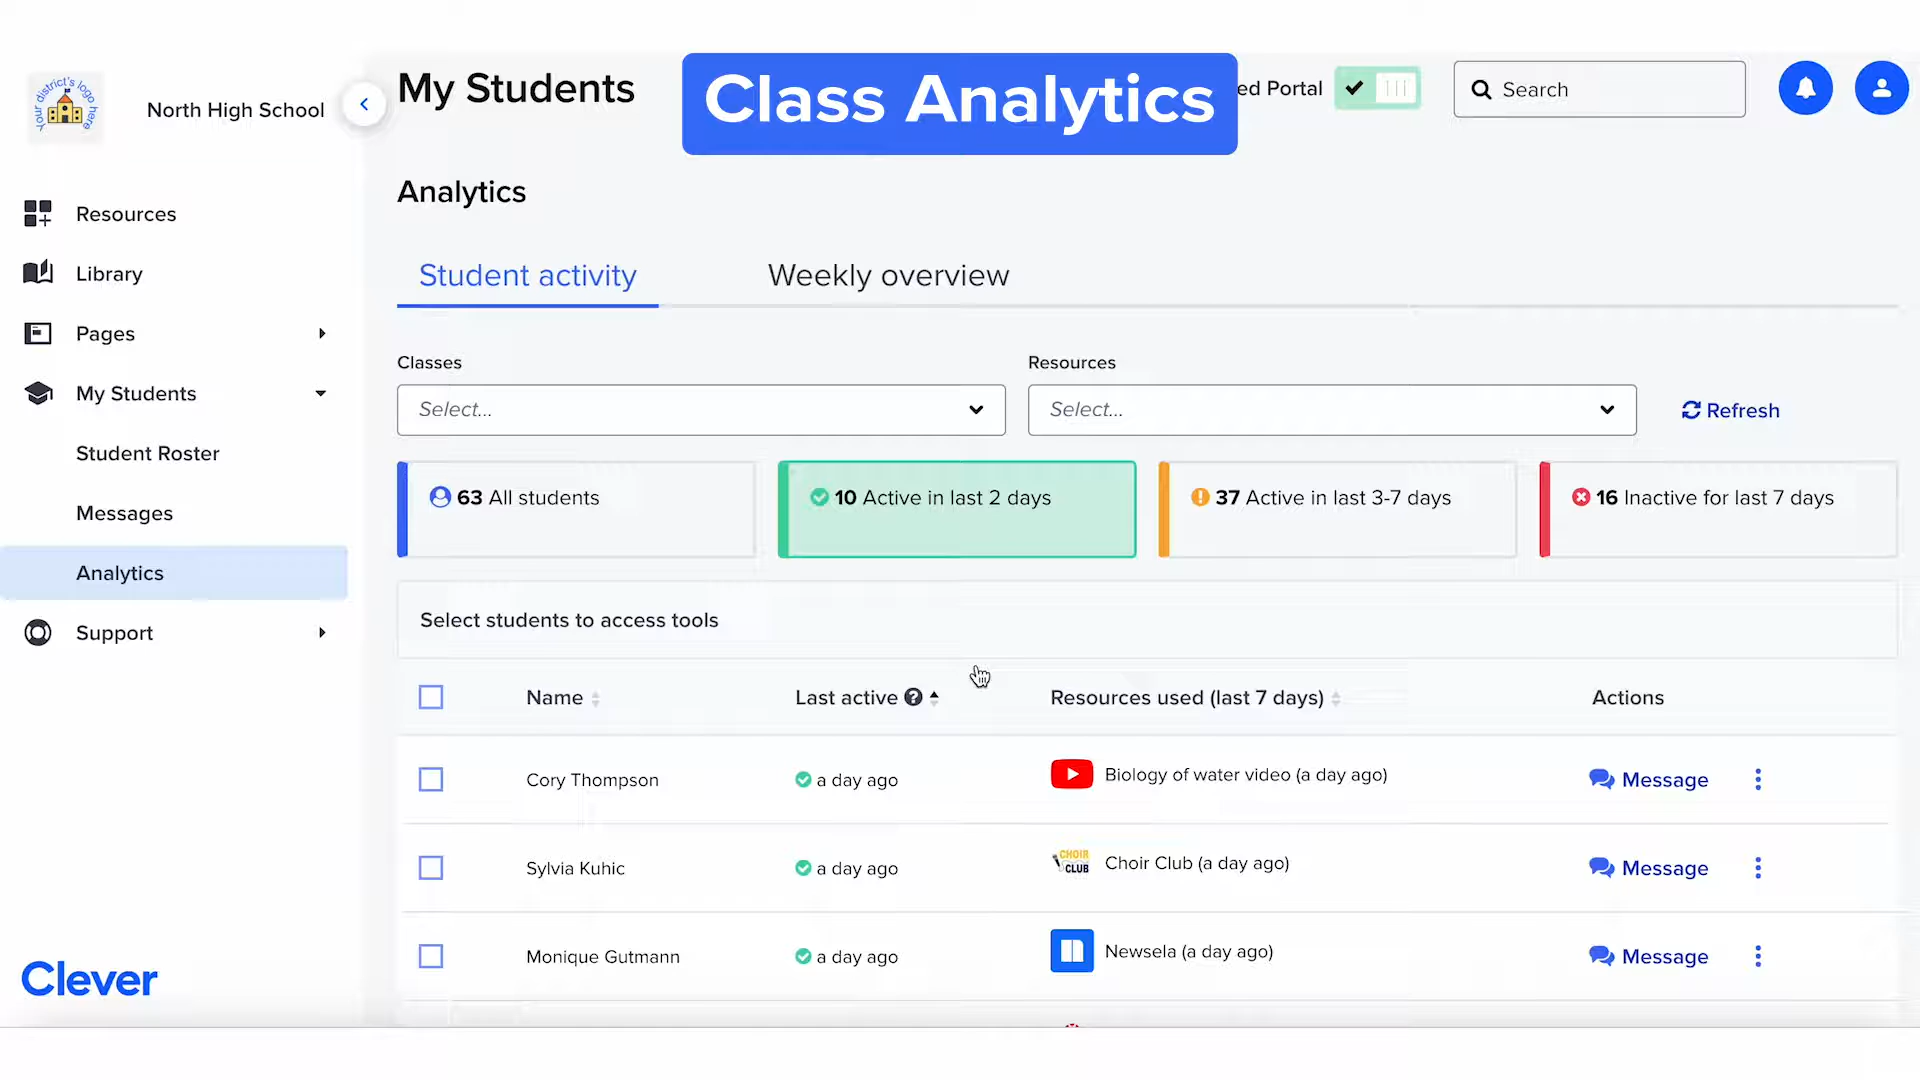 your district's logo here
North High School
My Students
Class Analytics
ed Portal
Search
Analytics
Resources
Library
Pages
My Students
Student Roster
Messages
Analytics
Support
Clever
Student activity
Weekly overview
Classes
Resources
Select...
Select...
Refresh
63 All students
10 Active in last 2 days
37 Active in last 3-7 days
16 Inactive for last 7 days
Select students to access tools
Name
Last active ?
Resources used (last 7 days)
Actions
Cory Thompson
a day ago
Biology of water video (a day ago)
Message
Sylvia Kuhic
a day ago
CHOIR CLUB
Choir Club (a day ago)
Message
Monique Gutmann
a day ago
Newsela (a day ago)
Message